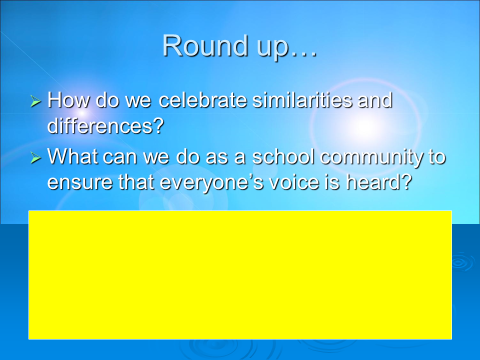 Round up…
How do we celebrate similarities and
differences?
What can we do as a school community to
ensure that everyone’s voice is heard?